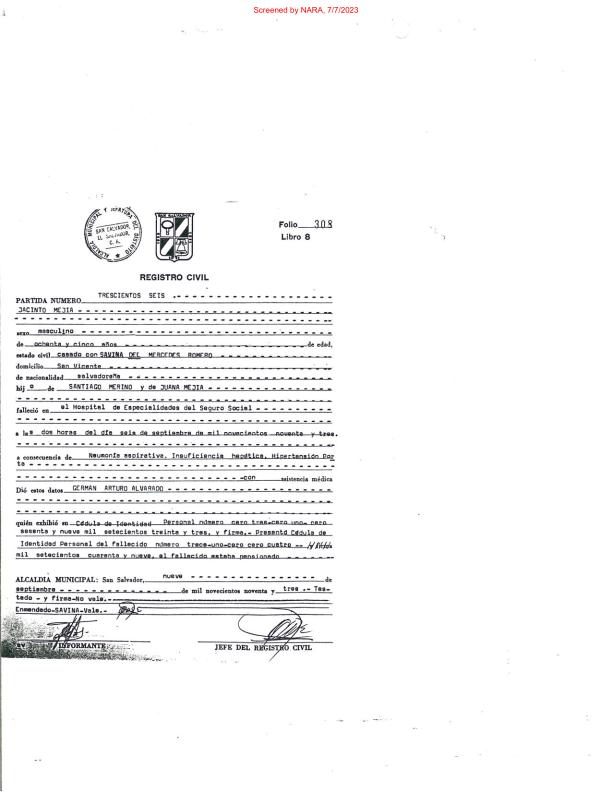 Screened by NARA, 7/7/2023
ALCALDIA MUNICIPAL Y JEFATURA DEL DISTRITO
SAN SALVADOR,
EL SALVADOR,
C. A.
SAN SALVADOR
Folio 308
Libro 8
REGISTRO CIVIL
PARTIDA NUMERO TRESCIENTOS SEIS .-
JACINTO MEJIA
sexo masculino
de ochenta y cinco años de edad,
estado civil casado con SAVINA DEL MERCEDES ROMERO
domicilio San Vicente
de nacionalidad salvadoreña
hij o de SANTIAGO MERINO y de JUANA MEJIA
falleció en el Hospital de Especialidades del Seguro Social
a las dos horas del día seis de septiembre de mil novecientos noventa y tres.
a consecuencia de Neumonía aspirativa, Insuficiencia hepática, Hipertensión Por
ta
con asistencia médica
Dió estos datos GERMAN ARTURO ALVARADO
quién exhibió su Cédula de Identidad Personal número cero tres-cero uno- cero
sesenta y nueve mil setecientos treinta y tres, y firma.- Presentó Cédula de
Identidad Personal del fallecido número trece-uno-cero cero cuatro
mil setecientos cuarenta y nueve, el fallecido estaba pensionado
ALCALDIA MUNICIPAL: San Salvador, nueve de
septiembre de mil novecientos noventa y tres .- Tes-
tado - y firma-No vale.-
Enmendado-SAVINA-Vale.-
INFORMANTE
JEFE DEL REGISTRO CIVIL